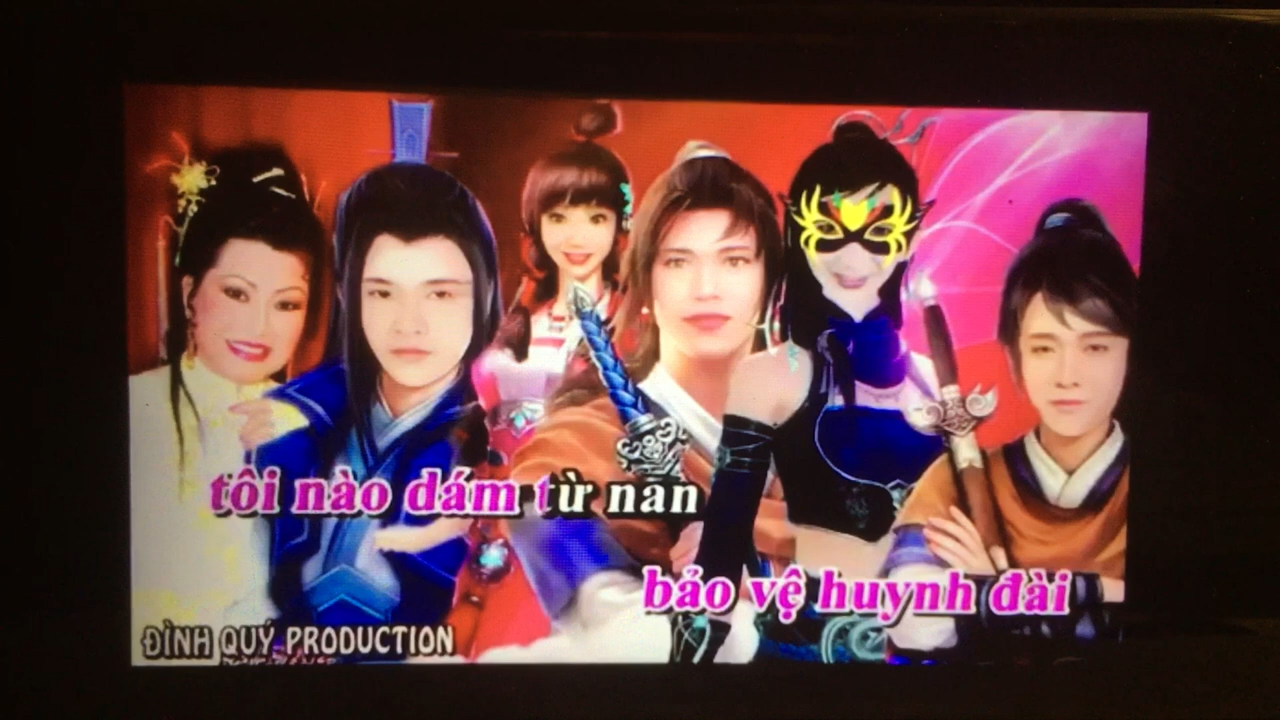 tôi nào dám từ nan
bảo vệ huynh đài
ĐÌNH QUÝ PRODUCTION